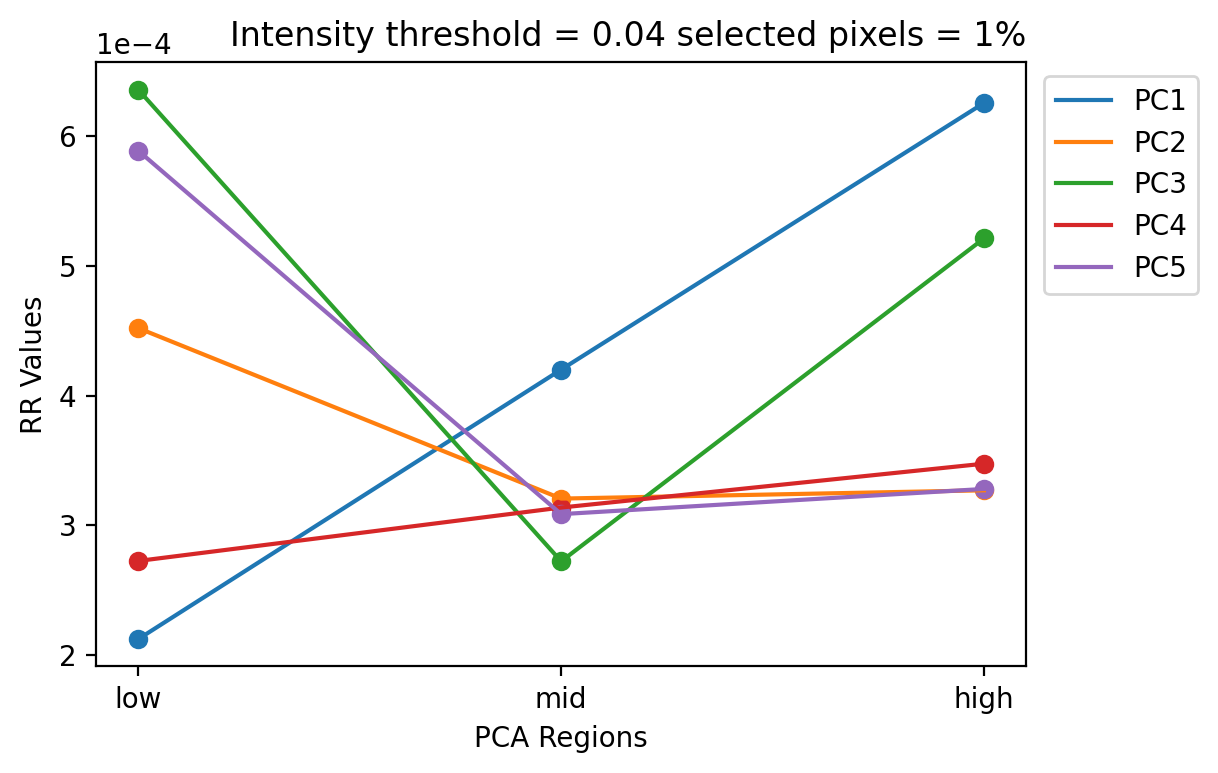 Intensity threshold = 0.04 selected pixels = 1%
1e−4
6
5
4
3
2
RR Values
low
mid
high
PCA Regions
PC1
PC2
PC3
PC4
PC5